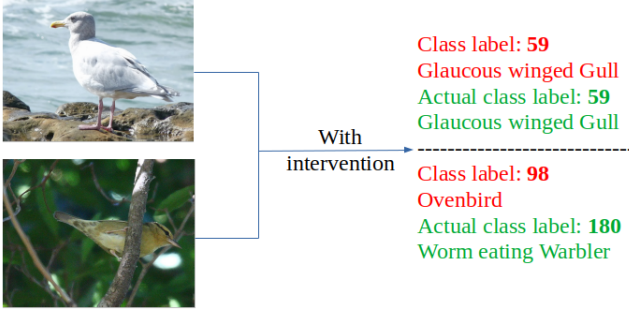 With
intervention
Class label: 59
Glaucous winged Gull
Actual class label: 59
Glaucous winged Gull
Class label: 98
Ovenbird
Actual class label: 180
Worm eating Warbler